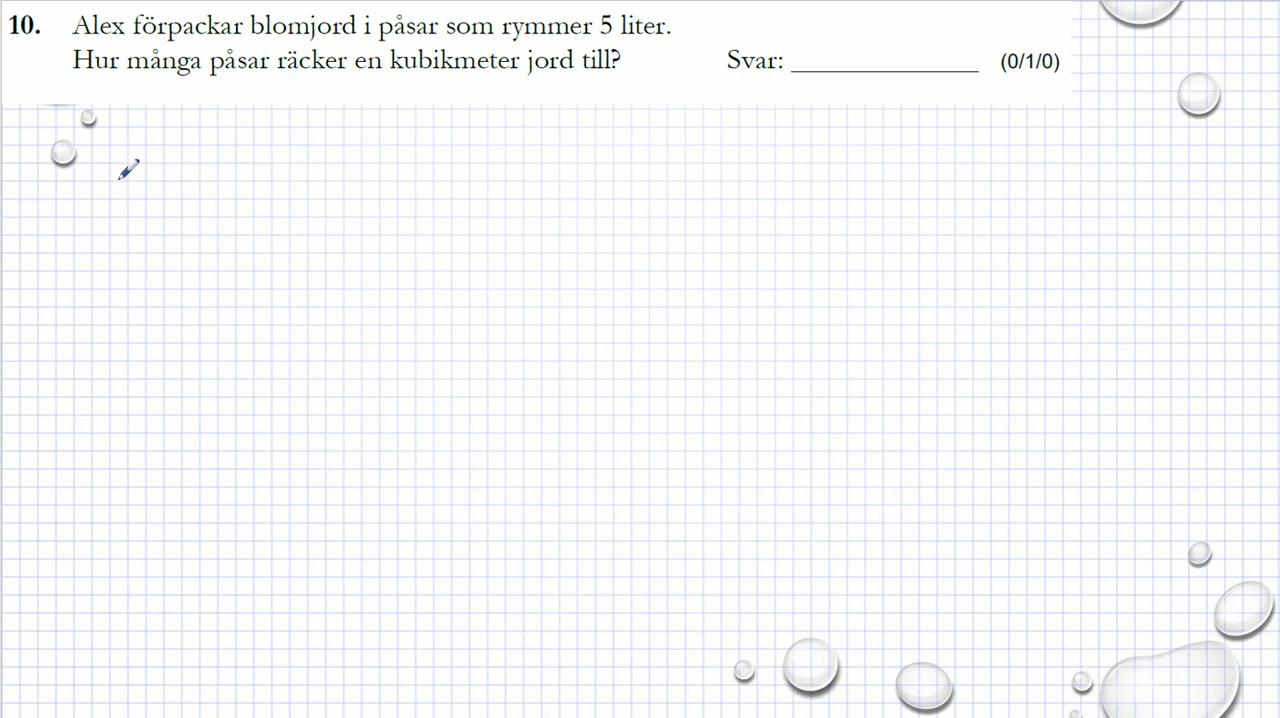 10. Alex förpackar blomjord i påsar som rymmer 5 liter.
Hur många påsar räcker en kubikmeter jord till? Svar: ______________ (0/1/0)